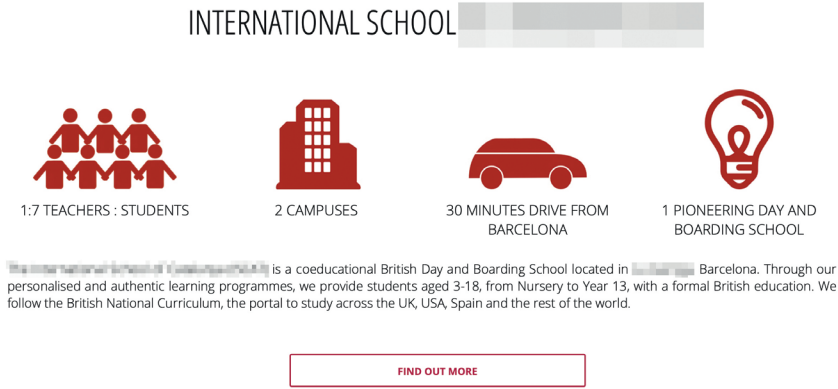 INTERNATIONAL SCHOOL
1:7 TEACHERS : STUDENTS
2 CAMPUSES
30 MINUTES DRIVE FROM
BARCELONA
1 PIONEERING DAY AND
BOARDING SCHOOL
is a coeducational British Day and Boarding School located in Barcelona. Through our
personalised and authentic learning programmes, we provide students aged 3-18, from Nursery to Year 13, with a formal British education. We
follow the British National Curriculum, the portal to study across the UK, USA, Spain and the rest of the world.
FIND OUT MORE